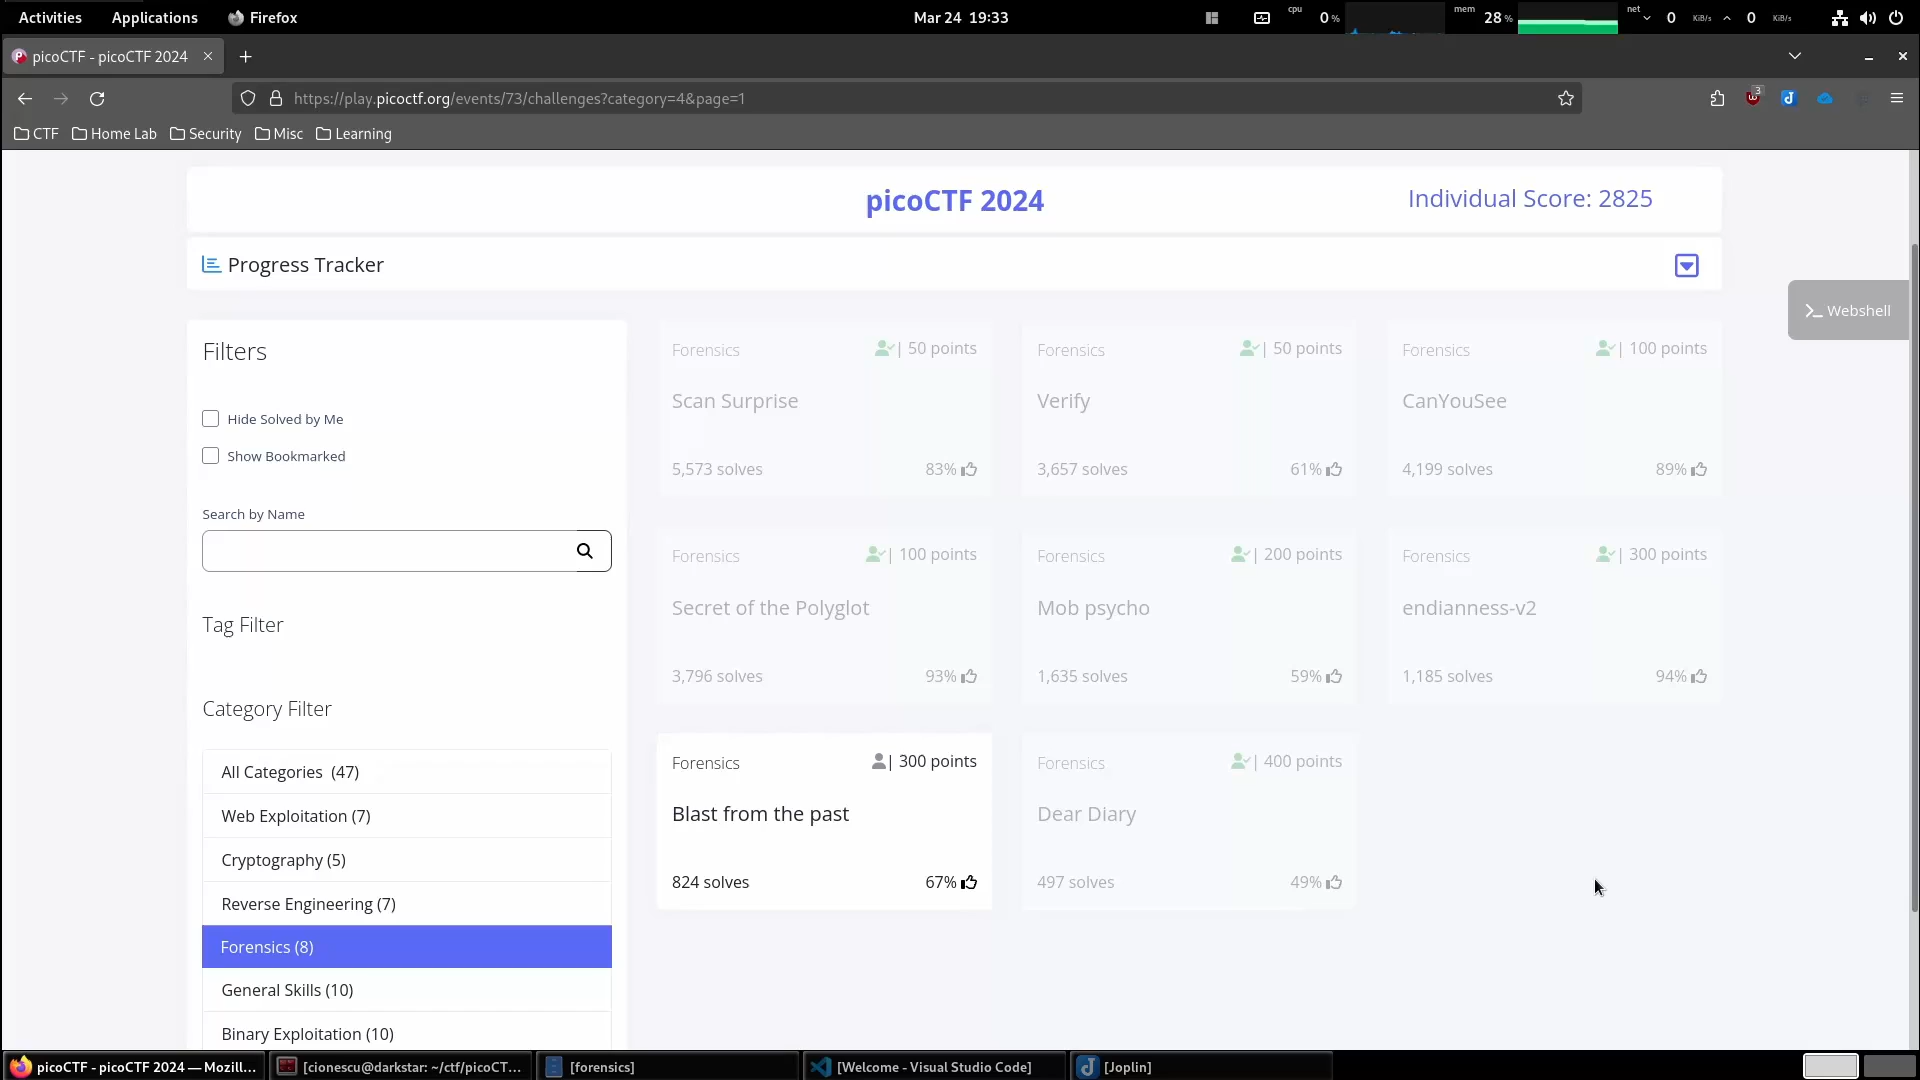 Activities Applications Firefox Mar 24 19:33 cpu 0 % mem 28 % net 0 KiB/s 0 KiB/s
picoCTF - picoCTF 2024
https://play.picoctf.org/events/73/challenges?category=4&page=1 3
CTF Home Lab Security Misc Learning
picoCTF 2024 Individual Score: 2825
Progress Tracker
Webshell
Filters
Hide Solved by Me
Show Bookmarked
Search by Name
Tag Filter
Category Filter
All Categories (47)
Web Exploitation (7)
Cryptography (5)
Reverse Engineering (7)
Forensics (8)
General Skills (10)
Binary Exploitation (10)
Forensics | 50 points
Scan Surprise
5,573 solves 83%
Forensics | 50 points
Verify
3,657 solves 61%
Forensics | 100 points
CanYouSee
4,199 solves 89%
Forensics | 100 points
Secret of the Polyglot
3,796 solves 93%
Forensics | 200 points
Mob psycho
1,635 solves 59%
Forensics | 300 points
endianness-v2
1,185 solves 94%
Forensics | 300 points
Blast from the past
824 solves 67%
Forensics | 400 points
Dear Diary
497 solves 49%
picoCTF - picoCTF 2024 — Mozill... [cionescu@darkstar: ~/ctf/picoCT... [forensics] [Welcome - Visual Studio Code] [Joplin]